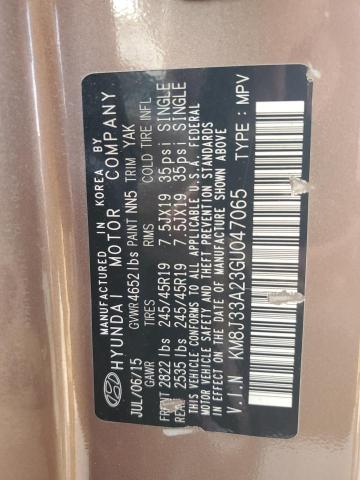 MANUFACTURED IN KOREA BY
HYUNDAI MOTOR COMPANY
JUL/06/15 GVWR 4652 lbs PAINT NN5 TRIM YAK
GAWR TIRES RIMS COLD TIRE INFL
FRONT 2822 lbs 245/45R19 7.5JX19 35psi SINGLE
REAR 2535 lbs 245/45R19 7.5JX19 35psi SINGLE
THIS VEHICLE CONFORMS TO ALL APPLICABLE U.S.A. FEDERAL
MOTOR VEHICLE SAFETY AND THEFT PREVENTION STANDARDS
IN EFFECT ON THE DATE OF MANUFACTURE SHOWN ABOVE
V.I.N KM8J33A23GU047065 TYPE : MPV